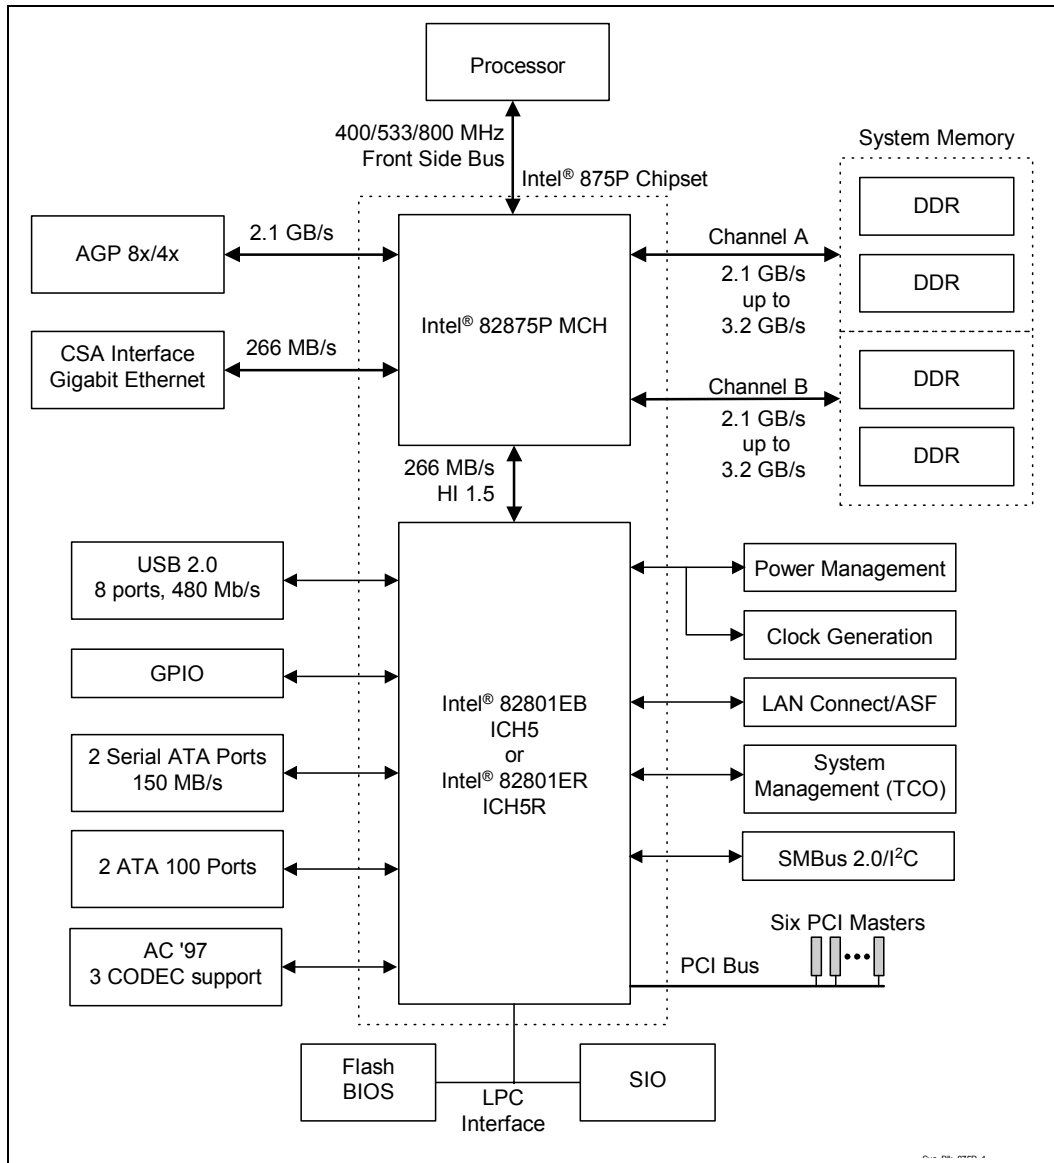 Processor
400/533/800 MHz
Front Side Bus
System Memory
Intel® 875P Chipset
AGP 8x/4x
2.1 GB/s
CSA Interface
Gigabit Ethernet
266 MB/s
Intel® 82875P MCH
Channel A
2.1 GB/s
up to
3.2 GB/s
DDR
DDR
Channel B
2.1 GB/s
up to
3.2 GB/s
DDR
DDR
266 MB/s
HI 1.5
USB 2.0
8 ports, 480 Mb/s
GPIO
2 Serial ATA Ports
150 MB/s
2 ATA 100 Ports
AC '97
3 CODEC support
Intel® 82801EB
ICH5
or
Intel® 82801ER
ICH5R
Power Management
Clock Generation
LAN Connect/ASF
System
Management (TCO)
SMBus 2.0/I²C
Six PCI Masters
PCI Bus
Flash
BIOS
LPC
Interface
SIO